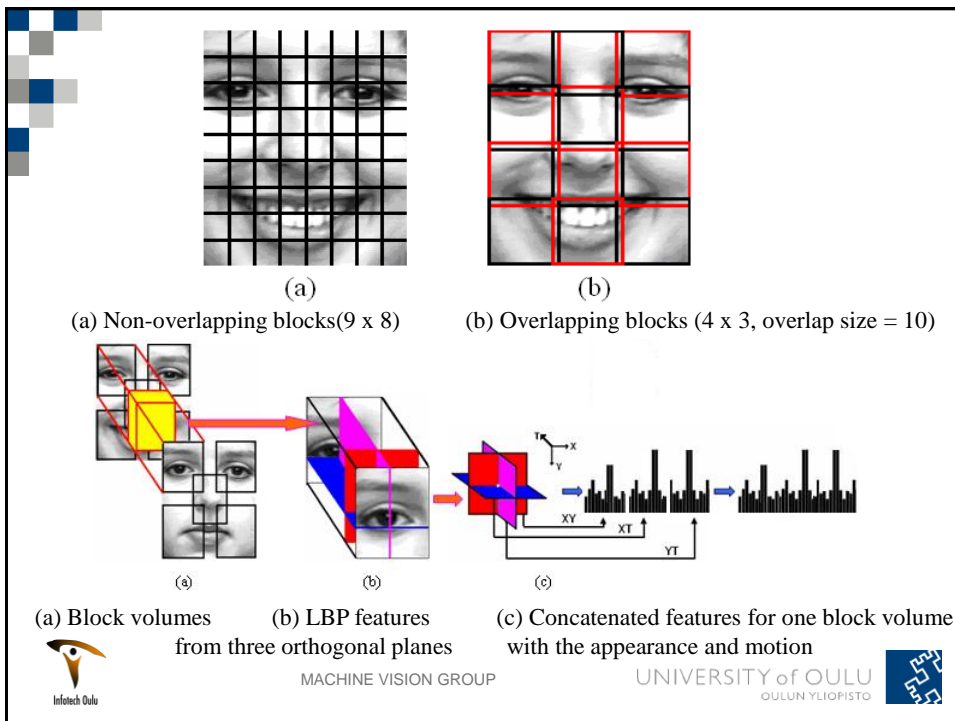 (a)
(b)
(a) Non-overlapping blocks(9 x 8)
(b) Overlapping blocks (4 x 3, overlap size = 10)
T
X
Y
XY
XT
YT
(a)
(b)
(c)
(a) Block volumes
(b) LBP features
from three orthogonal planes
(c) Concatenated features for one block volume
with the appearance and motion
Infotech Oulu
MACHINE VISION GROUP
UNIVERSITY of OULU
OULUN YLIOPISTO